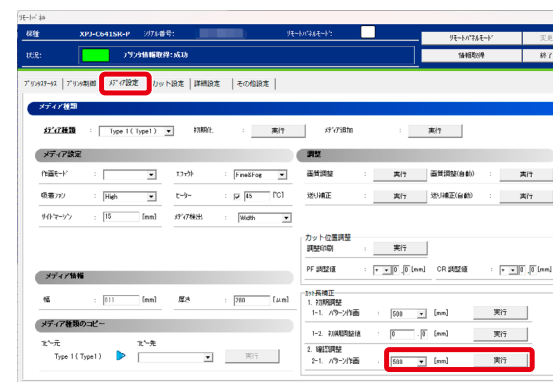 リモートパネル
機種 XPJ-C641SR-P シリアル番号: リモートパネルモード: リモートパネルモード 変更
状況: プリンタ情報取得:成功 情報取得 終了
プリンタステータス プリンタ制御 メディア設定 カット設定 詳細設定 その他設定
メディア種類
メディア種類 : Type 1 ( Type1 ) 初期化 : 実行 メディア追加 : 実行
メディア設定
作画モード : エフェクト : Fine&Fog
吸着ファン : High ヒーター : 45 [℃]
サイドマージン : 15 [mm] メディア検出 : Width
調整
画質調整 : 実行 画質調整(自動) : 実行
送り補正 : 実行 送り補正(自動) : 実行
カット位置調整
調整印刷 : 実行
PF 調整値 : + 0 .0 [mm] CR 調整値 : + 0 .0 [mm]
メディア情報
幅 : 811 [mm] 厚さ : 200 [μm]
メディア種類のコピー
コピー元 コピー先
Type 1 ( Type1 ) 実行
カット長補正
1. 初期調整
1-1. パターン作画 : 500 [mm] 実行
1-2. 初期調整値 : 0 .0 [mm]
2. 確認調整
2-1. パターン作画 : 500 [mm] 実行